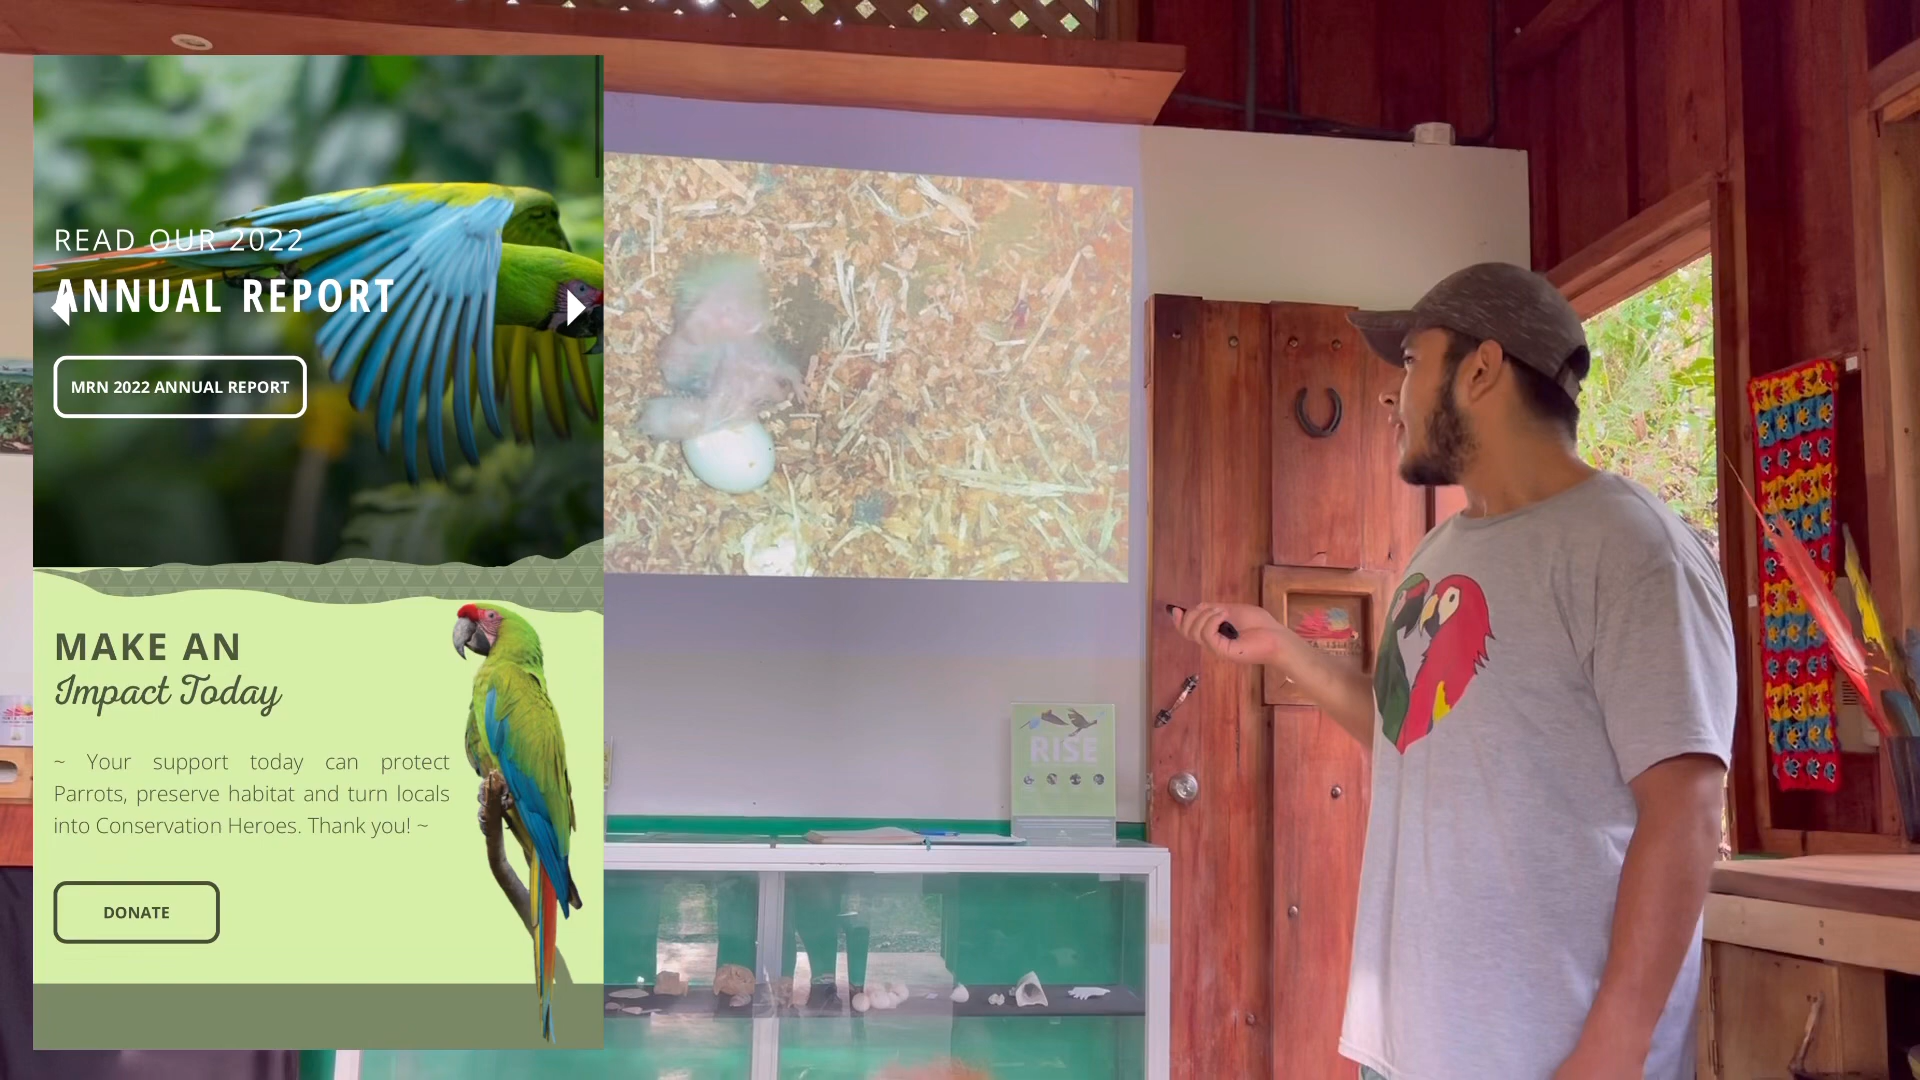 READ OUR 2022
ANNUAL REPORT
MRN 2022 ANNUAL REPORT
MAKE AN
Impact Today
~ Your support today can protect
Parrots, preserve habitat and turn locals
into Conservation Heroes. Thank you! ~
DONATE
RISE